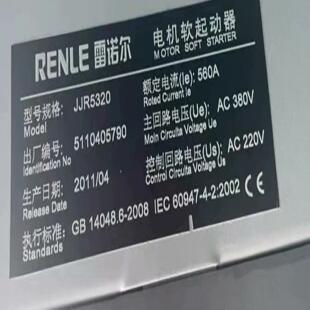 RENLE 雷诺尔 电机软起动器
MOTOR SOFT STARTER
型号规格: JJR5320 额定电流(Ie): 560A
Model Rated Current Ie
出厂编号: 5110405790 主回路电压(Ue): AC 380V
Identification No Main Circuits Voltage Ue
生产日期: 2011/04 控制回路电压(Us): AC 220V
Release Date Control Circuits Voltage Us
执行标准: GB 14048.6-2008 IEC 60947-4-2:2002 CE
Standards